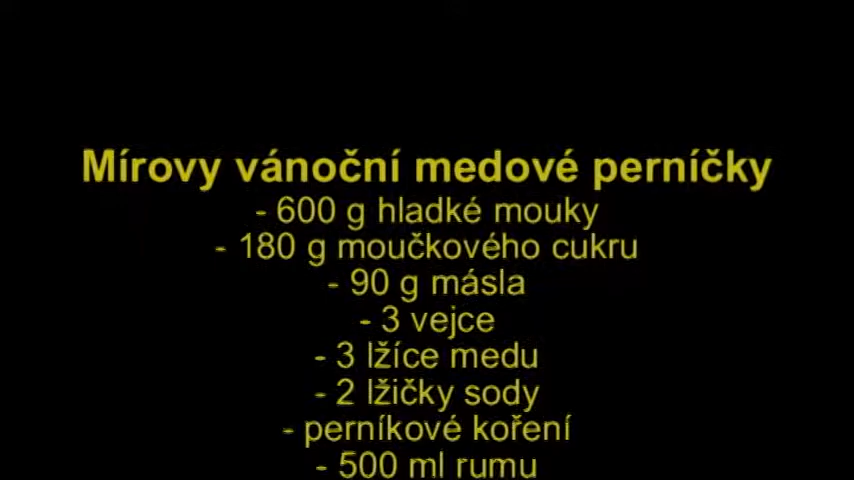 Mírovy vánoční medové perníčky
- 600 g hladké mouky
- 180 g moučkového cukru
- 90 g másla
- 3 vejce
- 3 lžíce medu
- 2 lžičky sody
- perníkové koření
- 500 ml rumu